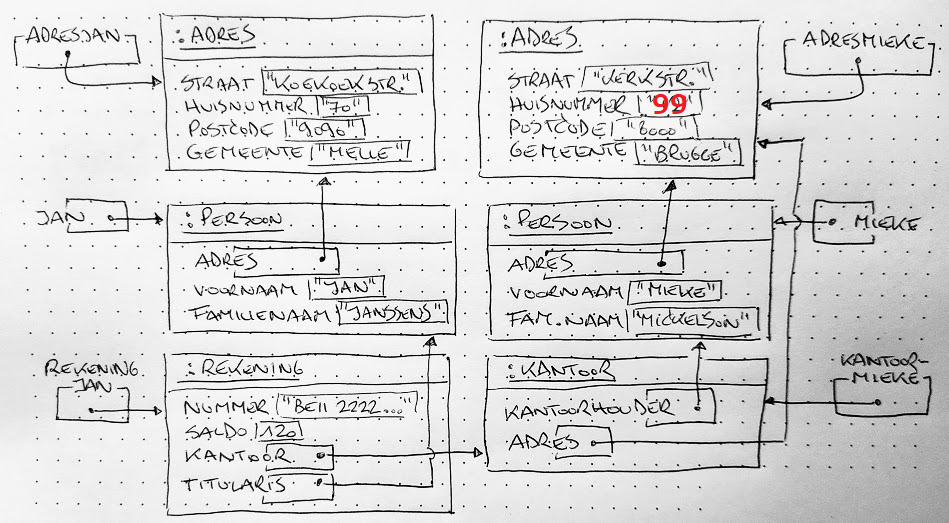 ADRESJAN
: ADRES
STRAAT "KOEKOEKSTR."
HUISNUMMER "70"
POSTCODE "9090"
GEMEENTE "MELLE"
: ADRES
STRAAT "KERKSTR."
HUISNUMMER "99"
POSTCODE "8000"
GEMEENTE "BRUGGE"
ADRESMIEKE
JAN
: PERSOON
ADRES
VOORNAAM "JAN"
FAMILIENAAM "JANSSENS"
: PERSOON
ADRES
VOORNAAM "MIEKE"
FAM.NAAM "MICKELSON"
MIEKE
REKENING
JAN
: REKENING
NUMMER "BE11 2222..."
SALDO 120
KANTOOR
TITULARIS
: KANTOOR
KANTOORHOUDER
ADRES
KANTOOR-
MIEKE